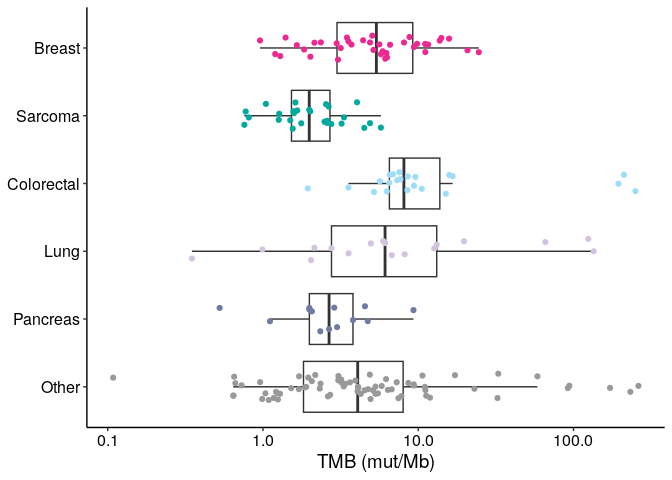 Breast
Sarcoma
Colorectal
Lung
Pancreas
Other
0.1 1.0 10.0 100.0
TMB (mut/Mb)